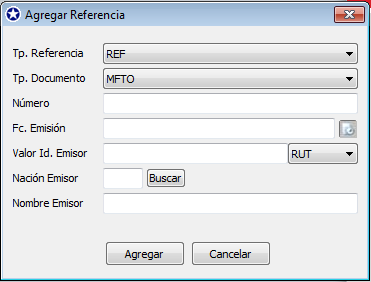 Agregar Referencia
Tp. Referencia REF
Tp. Documento MFTO
Número
Fc. Emisión
Valor Id. Emisor RUT
Nación Emisor Buscar
Nombre Emisor
Agregar Cancelar